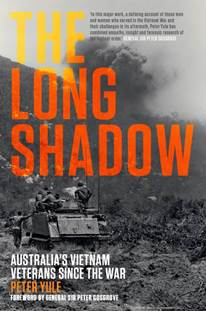 'In this major work, a defining account of those men
and women who served in the Vietnam War and
their challenges in its aftermath, Peter Yule has
combined empathy, insight and forensic research of
the highest order.' GENERAL SIR PETER COSGROVE
THE
LONG
SHADOW
AUSTRALIA'S VIETNAM
VETERANS SINCE THE WAR
PETER YULE
FOREWORD BY GENERAL SIR PETER COSGROVE